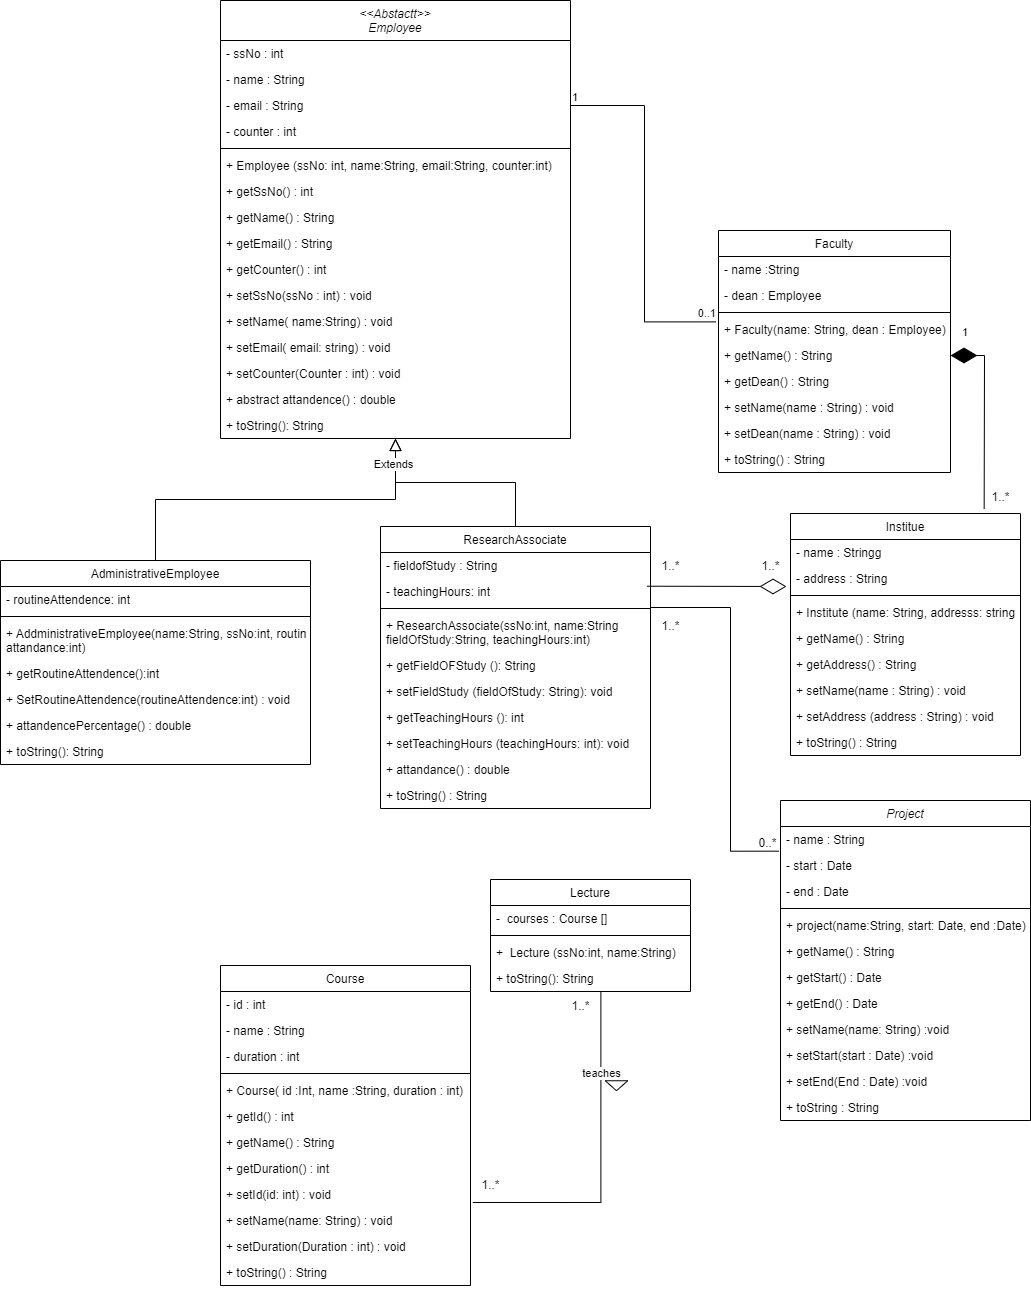 <<Abstactt>>
Employee
- ssNo : int
- name : String
- email : String
- counter : int
+ Employee (ssNo: int, name:String, email:String, counter:int)
+ getSsNo() : int
+ getName() : String
+ getEmail() : String
+ getCounter() : int
+ setSsNo(ssNo : int) : void
+ setName( name:String) : void
+ setEmail( email: string) : void
+ setCounter(Counter : int) : void
+ abstract attandence() : double
+ toString(): String
1
0..1
Faculty
- name :String
- dean : Employee
+ Faculty(name: String, dean : Employee)
+ getName() : String
+ getDean() : String
+ setName(name : String) : void
+ setDean(name : String) : void
+ toString() : String
1
1..*
Extends
AdministrativeEmployee
- routineAttendence: int
+ AddministrativeEmployee(name:String, ssNo:int, routin
attandance:int)
+ getRoutineAttendence():int
+ SetRoutineAttendence(routineAttendence:int) : void
+ attandencePercentage() : double
+ toString(): String
ResearchAssociate
- fieldofStudy : String
- teachingHours: int
+ ResearchAssociate(ssNo:int, name:String
fieldOfStudy:String, teachingHours:int)
+ getFieldOFStudy (): String
+ setFieldStudy (fieldOfStudy: String): void
+ getTeachingHours (): int
+ setTeachingHours (teachingHours: int): void
+ attandance() : double
+ toString() : String
1..*
1..*
1..*
Institue
- name : Stringg
- address : String
+ Institute (name: String, addresss: string
+ getName() : String
+ getAddress() : String
+ setName(name : String) : void
+ setAddress (address : String) : void
+ toString() : String
0..*
Project
- name : String
- start : Date
- end : Date
+ project(name:String, start: Date, end :Date)
+ getName() : String
+ getStart() : Date
+ getEnd() : Date
+ setName(name: String) :void
+ setStart(start : Date) :void
+ setEnd(End : Date) :void
+ toString : String
Lecture
- courses : Course []
+ Lecture (ssNo:int, name:String)
+ toString(): String
1..*
teaches
1..*
Course
- id : int
- name : String
- duration : int
+ Course( id :Int, name :String, duration : int)
+ getId() : int
+ getName() : String
+ getDuration() : int
+ setId(id: int) : void
+ setName(name: String) : void
+ setDuration(Duration : int) : void
+ toString() : String